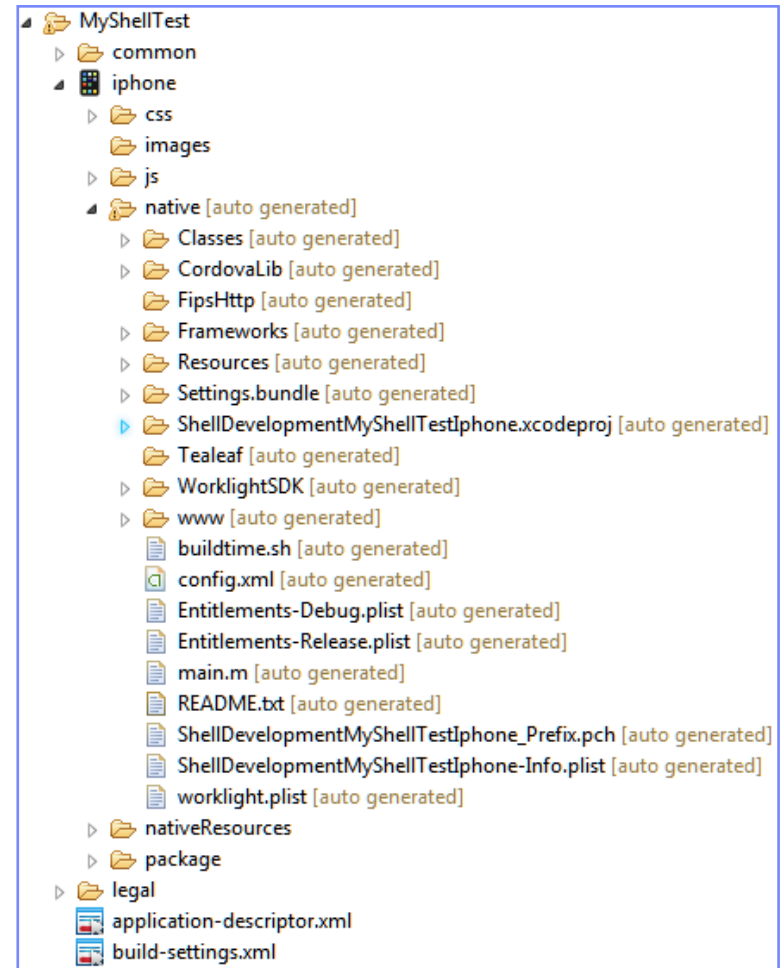 MyShellTest
common
iphone
css
images
js
native [auto generated]
Classes [auto generated]
CordovaLib [auto generated]
FipsHttp [auto generated]
Frameworks [auto generated]
Resources [auto generated]
Settings.bundle [auto generated]
ShellDevelopmentMyShellTestIphone.xcodeproj [auto generated]
Tealeaf [auto generated]
WorklightSDK [auto generated]
www [auto generated]
buildtime.sh [auto generated]
config.xml [auto generated]
Entitlements-Debug.plist [auto generated]
Entitlements-Release.plist [auto generated]
main.m [auto generated]
README.txt [auto generated]
ShellDevelopmentMyShellTestIphone_Prefix.pch [auto generated]
ShellDevelopmentMyShellTestIphone-Info.plist [auto generated]
worklight.plist [auto generated]
nativeResources
package
legal
application-descriptor.xml
build-settings.xml